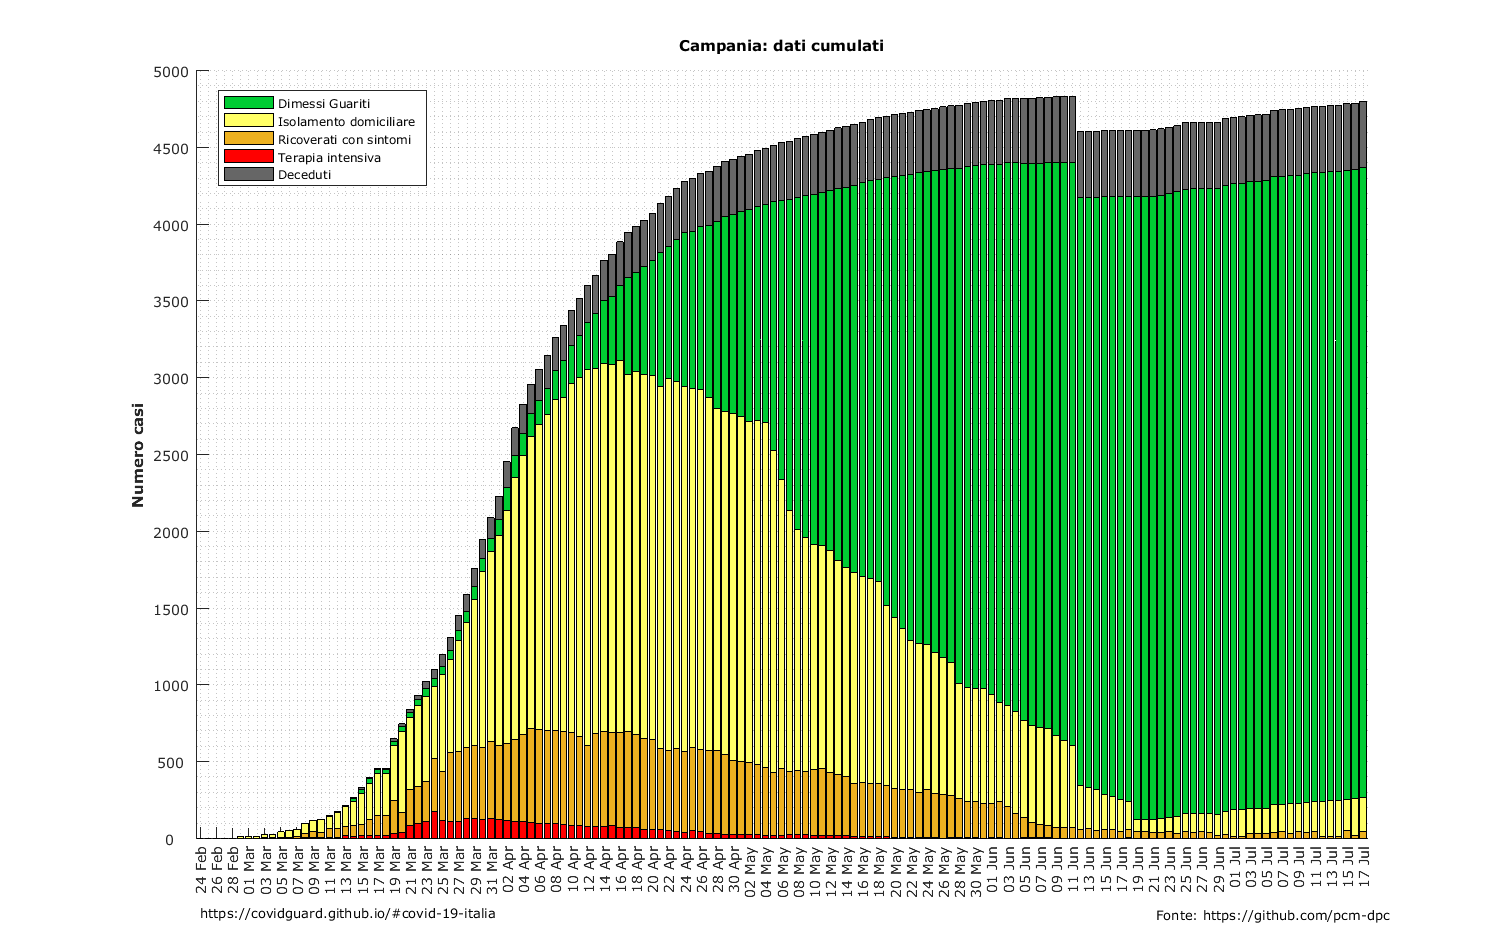 Campania: dati cumulati
5000
4500
4000
3500
3000
2500
2000
1500
1000
500
0
Numero casi
Dimessi Guariti
Isolamento domiciliare
Ricoverati con sintomi
Terapia intensiva
Deceduti
24 Feb
26 Feb
28 Feb
01 Mar
03 Mar
05 Mar
07 Mar
09 Mar
11 Mar
13 Mar
15 Mar
17 Mar
19 Mar
21 Mar
23 Mar
25 Mar
27 Mar
29 Mar
31 Mar
02 Apr
04 Apr
06 Apr
08 Apr
10 Apr
12 Apr
14 Apr
16 Apr
18 Apr
20 Apr
22 Apr
24 Apr
26 Apr
28 Apr
30 Apr
02 May
04 May
06 May
08 May
10 May
12 May
14 May
16 May
18 May
20 May
22 May
24 May
26 May
28 May
30 May
01 Jun
03 Jun
05 Jun
07 Jun
09 Jun
11 Jun
13 Jun
15 Jun
17 Jun
19 Jun
21 Jun
23 Jun
25 Jun
27 Jun
29 Jun
01 Jul
03 Jul
05 Jul
07 Jul
09 Jul
11 Jul
13 Jul
15 Jul
17 Jul
https://covidguard.github.io/#covid-19-italia
Fonte: https://github.com/pcm-dpc